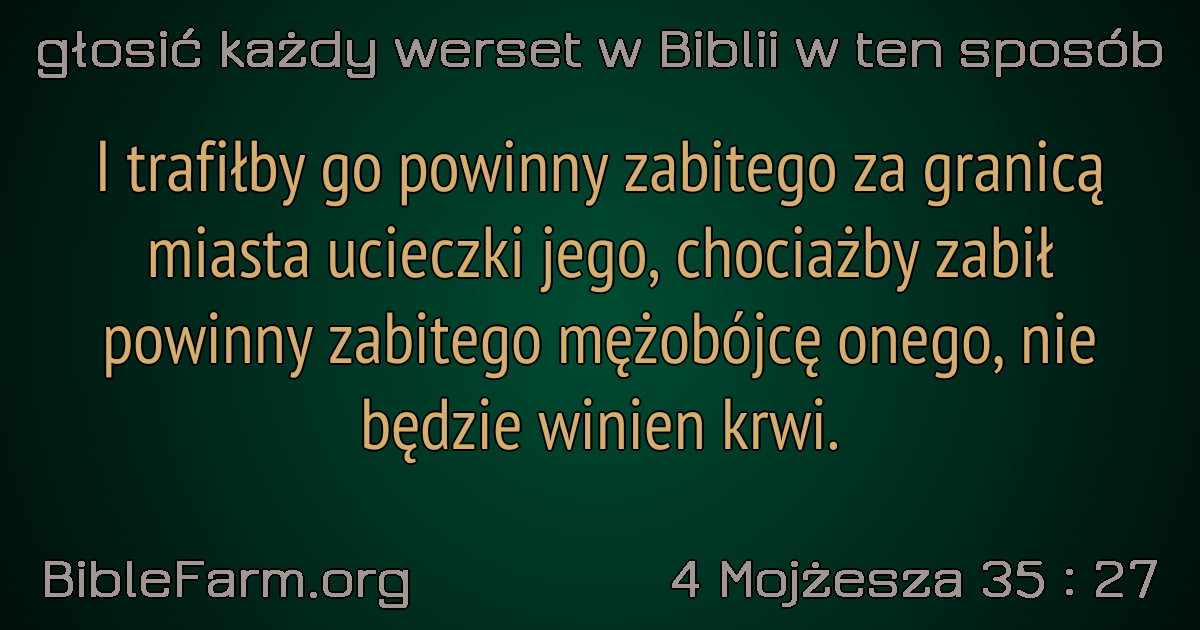 głosić każdy werset w Biblii w ten sposób
I trafiłby go powinny zabitego za granicą
miasta ucieczki jego, chociażby zabił
powinny zabitego mężobójcę onego, nie
będzie winien krwi.
BibleFarm.org
4 Mojżesza 35 : 27